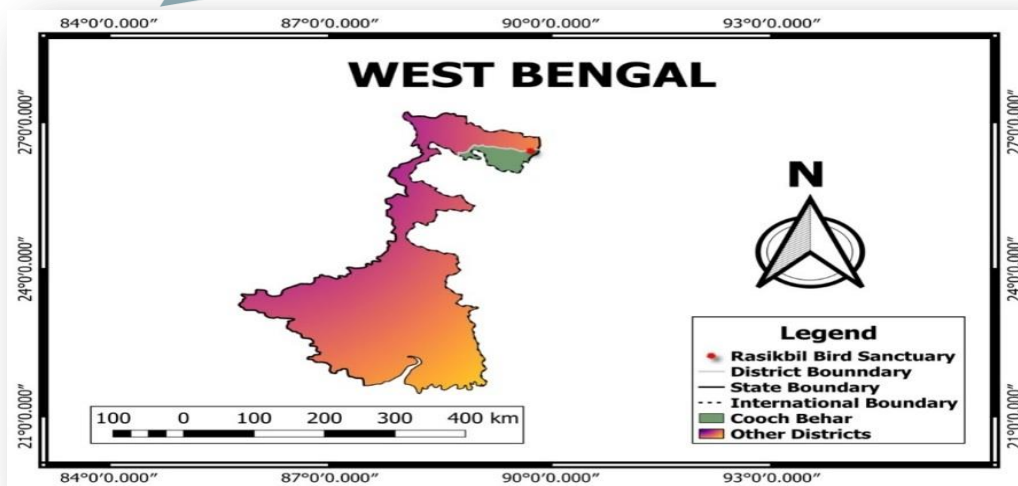 84°0'0.000" 87°0'0.000" 90°0'0.000" 93°0'0.000"
WEST BENGAL
27°0'0.000" 27°0'0.000"
N
24°0'0.000" 24°0'0.000"
Legend
Rasikbil Bird Sanctuary
District Bounndary
State Boundary
International Boundary
Cooch Behar
Other Districts
100 0 100 200 300 400 km
21°0'0.000" 21°0'0.000"
84°0'0.000" 87°0'0.000" 90°0'0.000" 93°0'0.000"